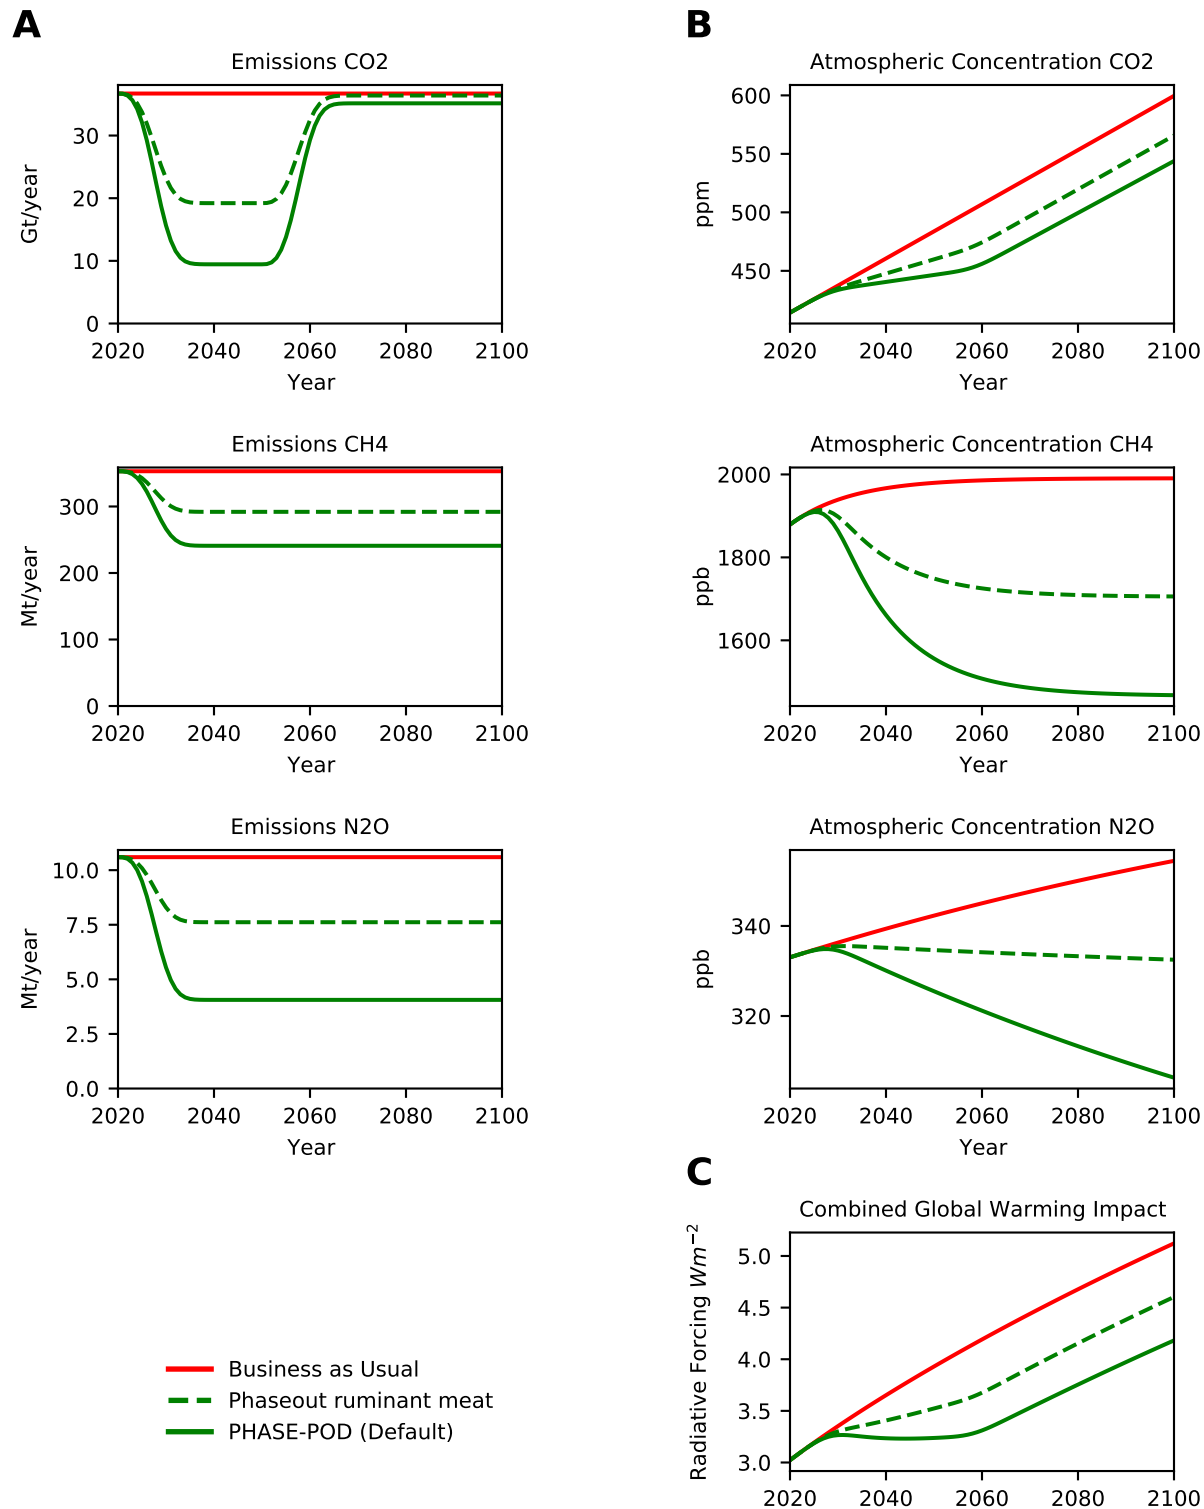 A
B
Emissions CO2
Gt/year
30
20
10
0
2020 2040 2060 2080 2100
Year
Atmospheric Concentration CO2
ppm
600
550
500
450
2020 2040 2060 2080 2100
Year
Emissions CH4
Mt/year
300
200
100
0
2020 2040 2060 2080 2100
Year
Atmospheric Concentration CH4
ppb
2000
1800
1600
2020 2040 2060 2080 2100
Year
Emissions N2O
Mt/year
10.0
7.5
5.0
2.5
0.0
2020 2040 2060 2080 2100
Year
Atmospheric Concentration N2O
ppb
340
320
2020 2040 2060 2080 2100
Year
C
Combined Global Warming Impact
Radiative Forcing Wm⁻²
5.0
4.5
4.0
3.5
3.0
2020 2040 2060 2080 2100
Business as Usual
Phaseout ruminant meat
PHASE-POD (Default)